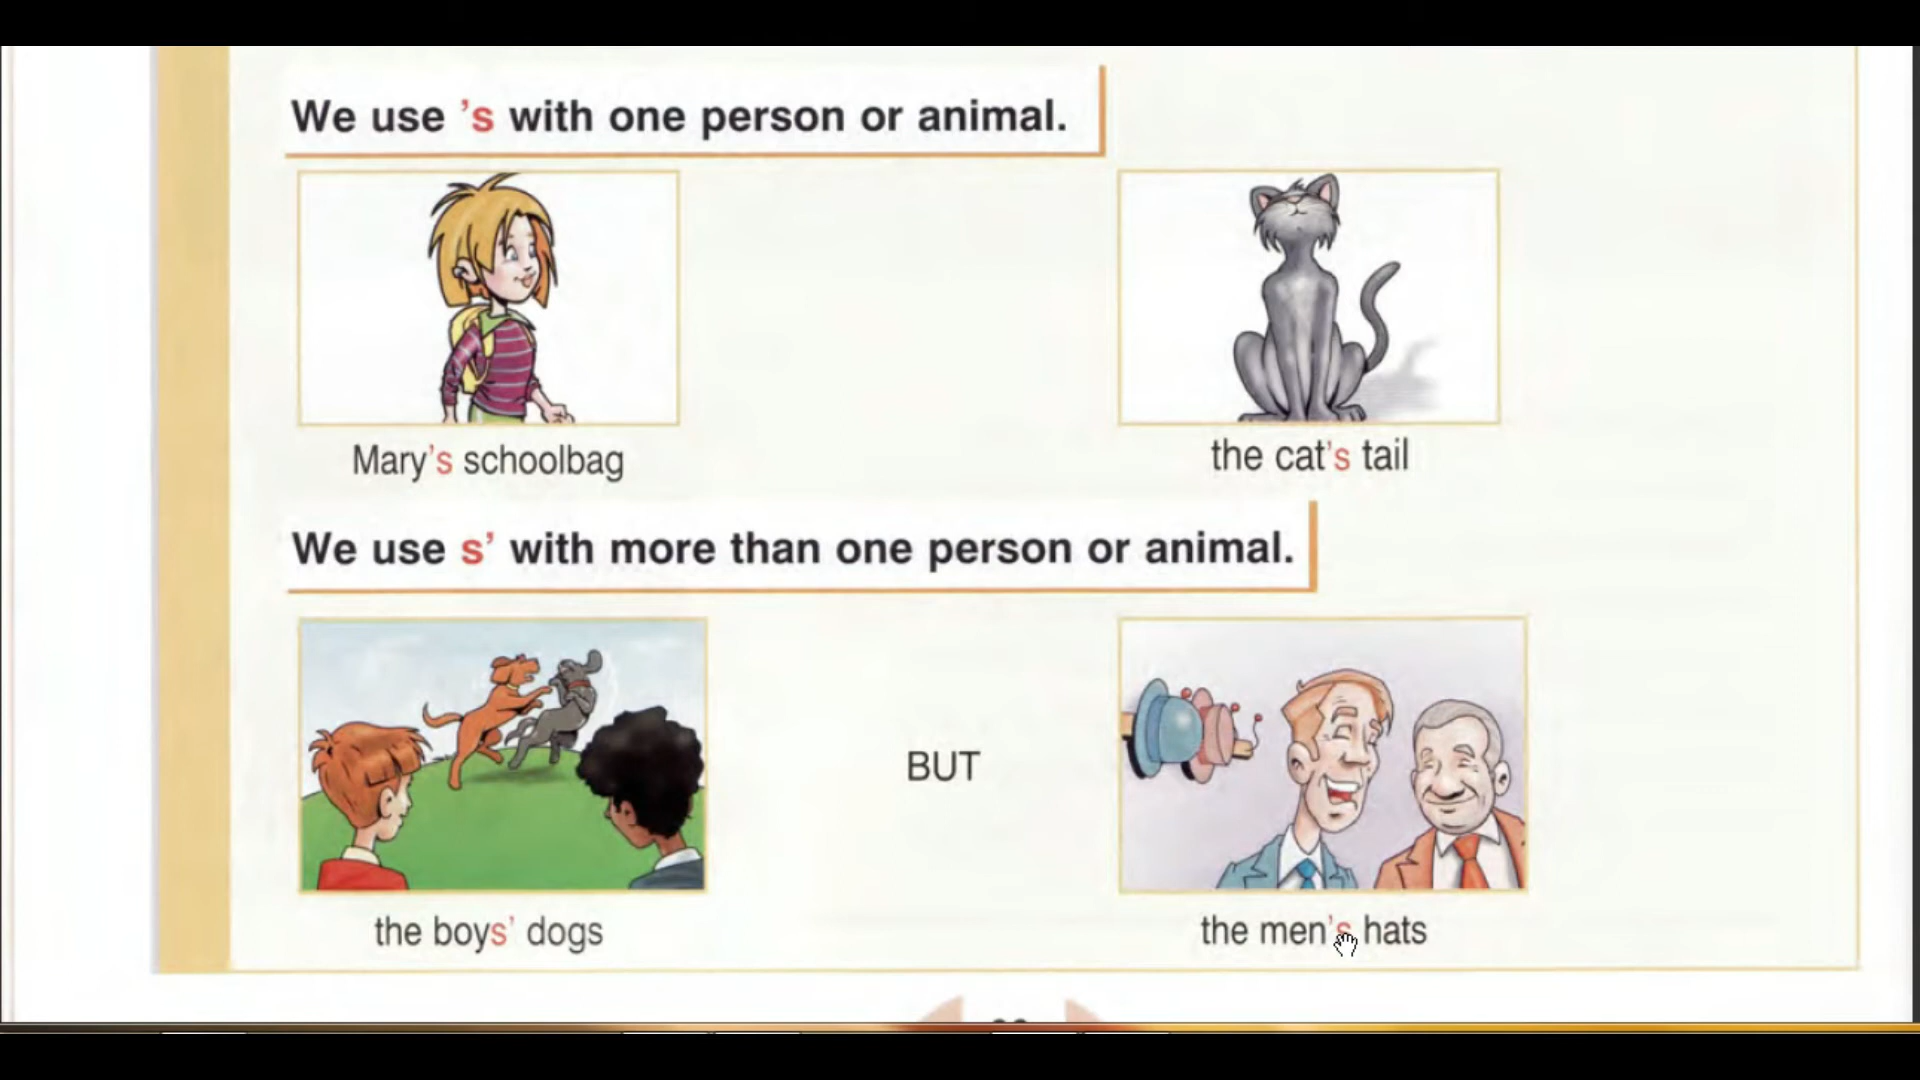 We use ’s with one person or animal.
Mary’s schoolbag
the cat’s tail
We use s’ with more than one person or animal.
BUT
the boys’ dogs
the men’s hats